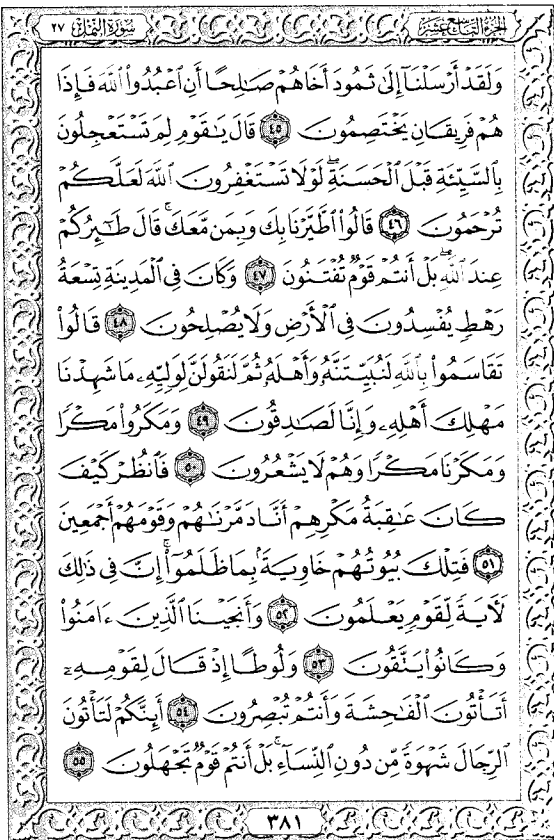 الجزء التاسع عشر سورة النمل ٢٧
وَلَقَدْ أَرْسَلْنَآ إِلَىٰ ثَمُودَ أَخَاهُمْ صَٰلِحًا أَنِ ٱعْبُدُوا۟ ٱللَّهَ فَإِذَا
هُمْ فَرِيقَانِ يَخْتَصِمُونَ ٤٥ قَالَ يَٰقَوْمِ لِمَ تَسْتَعْجِلُونَ
بِٱلسَّيِّئَةِ قَبْلَ ٱلْحَسَنَةِ ۖ لَوْلَا تَسْتَغْفِرُونَ ٱللَّهَ لَعَلَّكُمْ
تُرْحَمُونَ ٤٦ قَالُوا۟ ٱطَّيَّرْنَا بِكَ وَبِمَن مَّعَكَ ۚ قَالَ طَٰٓئِرُكُمْ
عِندَ ٱللَّهِ ۖ بَلْ أَنتُمْ قَوْمٌ تُفْتَنُونَ ٤٧ وَكَانَ فِى ٱلْمَدِينَةِ تِسْعَةُ
رَهْطٍ يُفْسِدُونَ فِى ٱلْأَرْضِ وَلَا يُصْلِحُونَ ٤٨ قَالُوا۟
تَقَاسَمُوا۟ بِٱللَّهِ لَنُبَيِّتَنَّهُۥ وَأَهْلَهُۥ ثُمَّ لَنَقُولَنَّ لِوَلِيِّهِۦ مَا شَهِدْنَا
مَهْلِكَ أَهْلِهِۦ وَإِنَّا لَصَٰدِقُونَ ٤٩ وَمَكَرُوا۟ مَكْرًا
وَمَكَرْنَا مَكْرًا وَهُمْ لَا يَشْعُرُونَ ٥٠ فَٱنظُرْ كَيْفَ
كَانَ عَٰقِبَةُ مَكْرِهِمْ أَنَّا دَمَّرْنَٰهُمْ وَقَوْمَهُمْ أَجْمَعِينَ
٥١ فَتِلْكَ بُيُوتُهُمْ خَاوِيَةًۢ بِمَا ظَلَمُوٓا۟ ۗ إِنَّ فِى ذَٰلِكَ
لَءَايَةً لِّقَوْمٍ يَعْلَمُونَ ٥٢ وَأَنجَيْنَا ٱلَّذِينَ ءَامَنُوا۟
وَكَانُوا۟ يَتَّقُونَ ٥٣ وَلُوطًا إِذْ قَالَ لِقَوْمِهِۦٓ
أَتَأْتُونَ ٱلْفَٰحِشَةَ وَأَنتُمْ تُبْصِرُونَ ٥٤ أَئِنَّكُمْ لَتَأْتُونَ
ٱلرِّجَالَ شَهْوَةً مِّن دُونِ ٱلنِّسَآءِ ۚ بَلْ أَنتُمْ قَوْمٌ تَجْهَلُونَ ٥٥
٣٨١